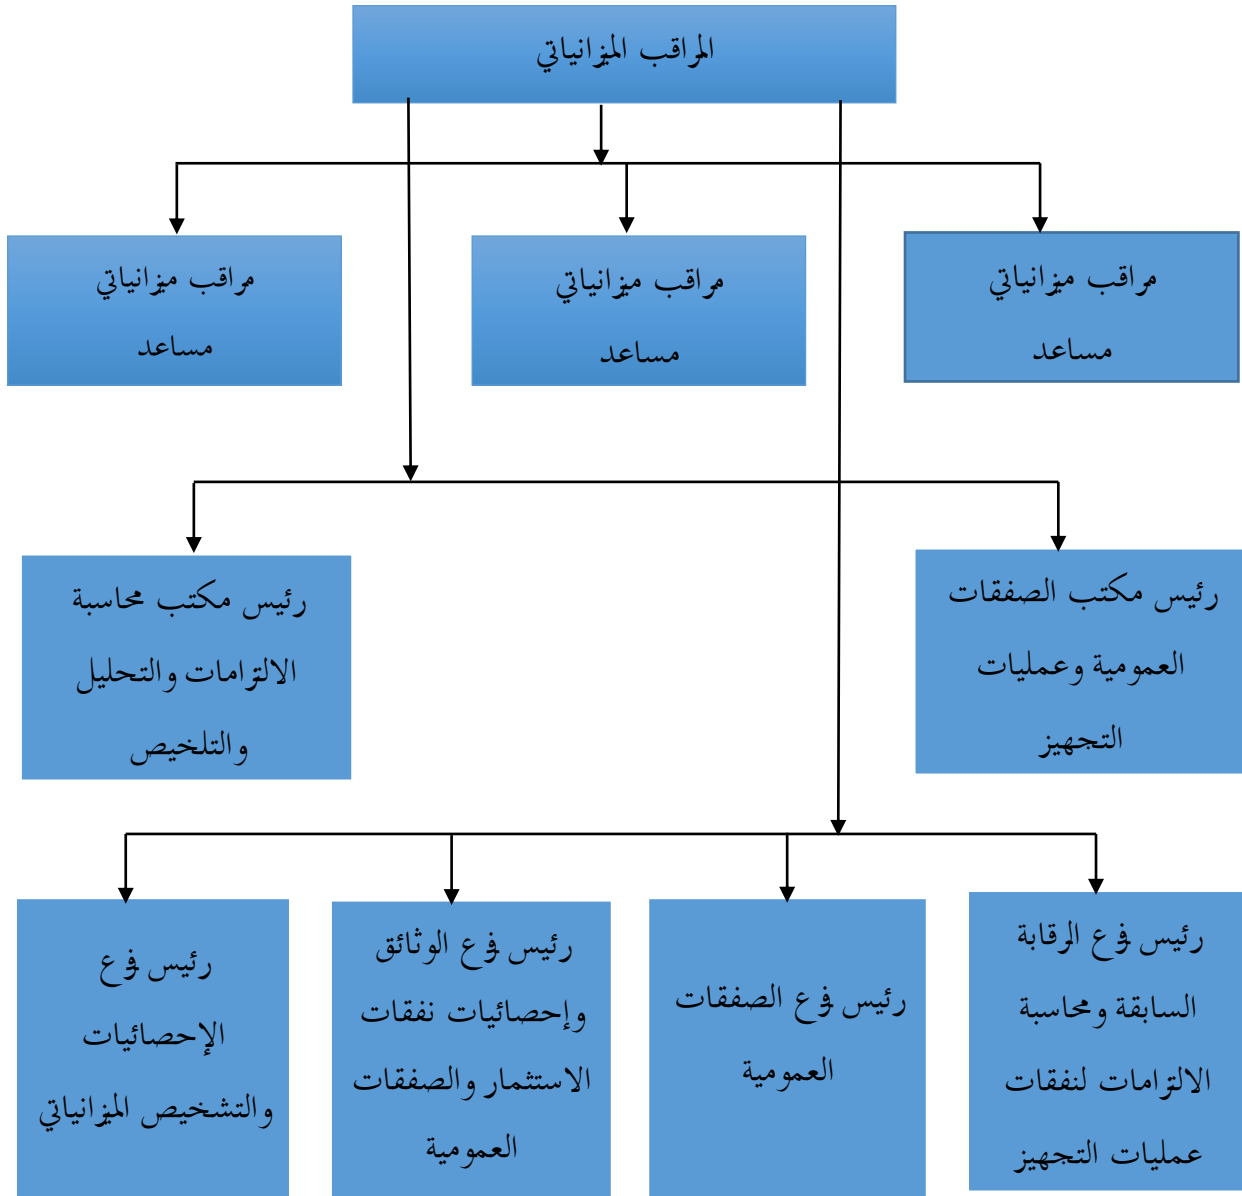 المراقب الميزانياتي
مراقب ميزانياتي
مساعد
مراقب ميزانياتي
مساعد
مراقب ميزانياتي
مساعد
رئيس مكتب الصفقات
العمومية وعمليات
التجهيز
رئيس مكتب محاسبة
الالتزامات والتحليل
والتلخيص
رئيس فرع الرقابة
السابقة ومحاسبة
الالتزامات لنفقات
عمليات التجهيز
رئيس فرع الصفقات
العمومية
رئيس فرع الوثائق
وإحصائيات نفقات
الاستثمار والصفقات
العمومية
رئيس فرع
الإحصائيات
والتشخيص الميزانياتي